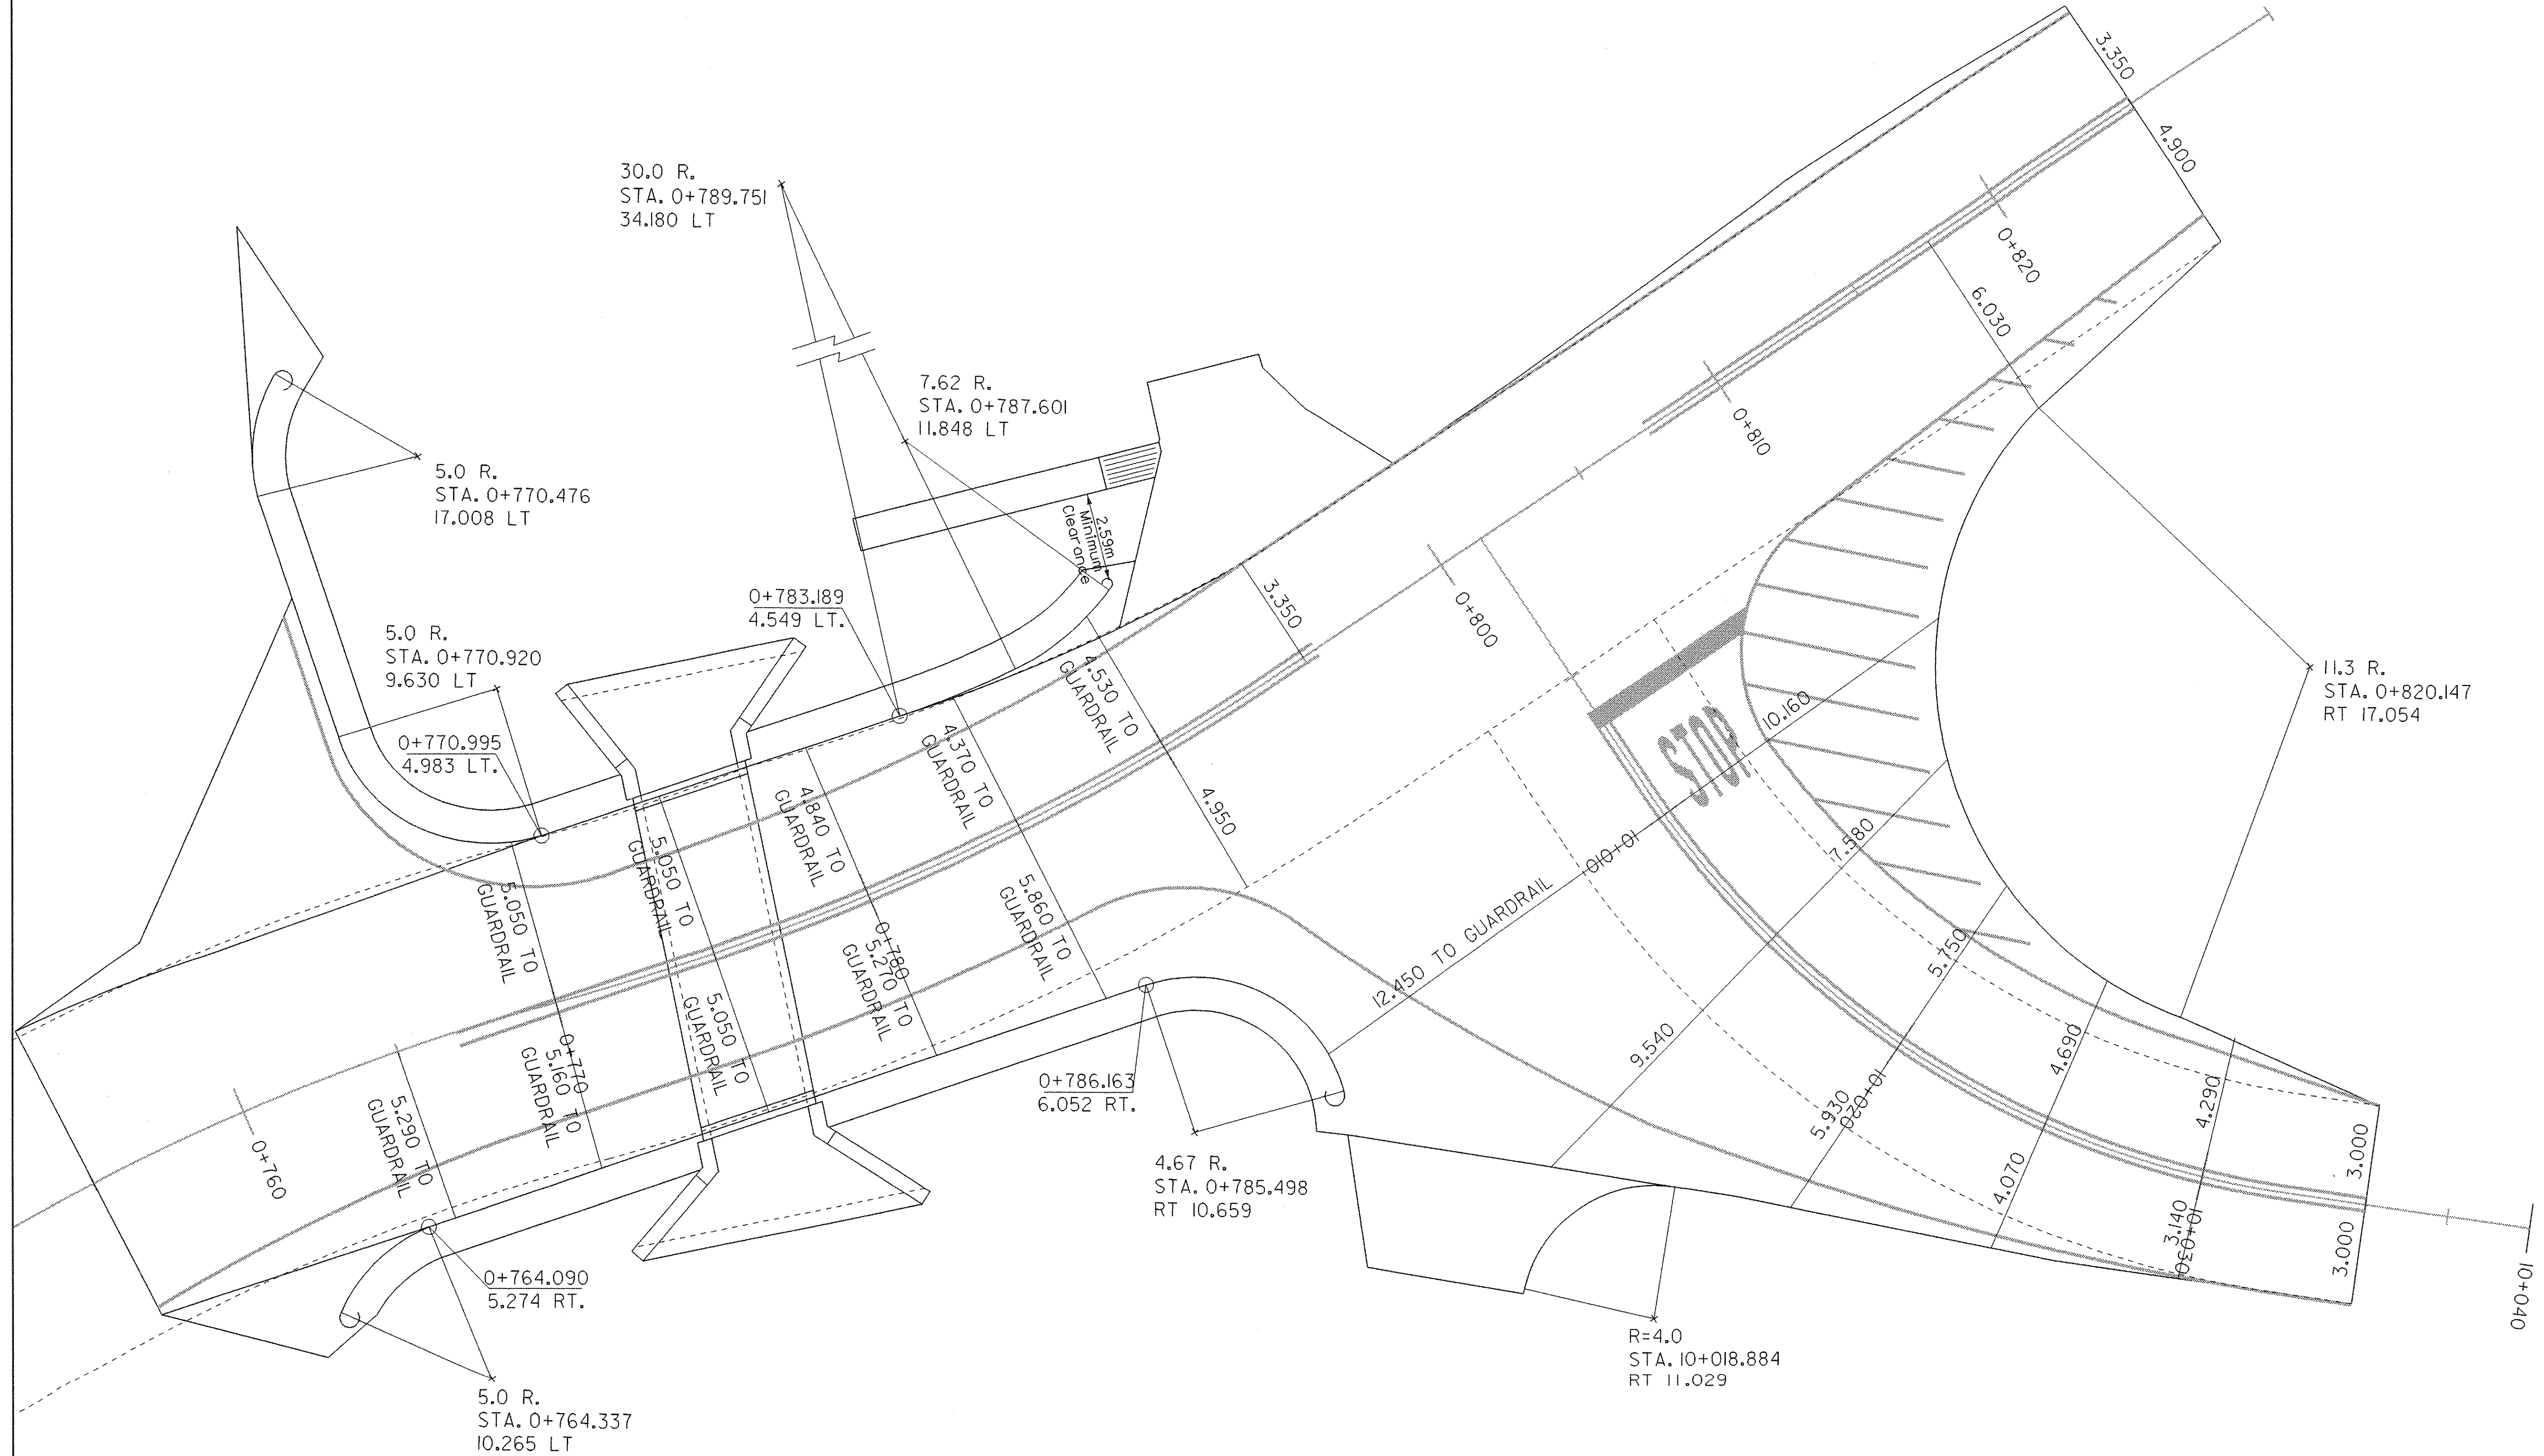 3.350
4.900
30.0 R.
STA. 0+789.751
34.180 LT
0+820
6.030
7.62 R.
STA. 0+787.601
11.848 LT
0+810
5.0 R.
STA. 0+770.476
17.008 LT
2.59m
Minimum
clearance
0+783.189
4.549 LT.
3.350
0+800
5.0 R.
STA. 0+770.920
9.630 LT
0+770.995
4.983 LT.
4.530 TO
GUARDRAIL
11.3 R.
STA. 0+820.147
RT 17.054
10.160
STOP
4.370 TO
GUARDRAIL
4.840 TO
GUARDRAIL
4.950
5.050 TO
GUARDRAIL
5.050 TO
GUARDRAIL
7.580
10+010
12.450 TO GUARDRAIL
5.860 TO
GUARDRAIL
0+780
5.270 TO
GUARDRAIL
5.750
5.050 TO
GUARDRAIL
0+770
5.160 TO
GUARDRAIL
9.540
4.690
0+786.163
6.052 RT.
5.290 TO
GUARDRAIL
5.930
10+020
4.290
3.000
0+760
4.67 R.
STA. 0+785.498
RT 10.659
4.070
3.140
10+030
3.000
0+764.090
5.274 RT.
10+040
R=4.0
STA. 10+018.884
RT 11.029
5.0 R.
STA. 0+764.337
10.265 LT